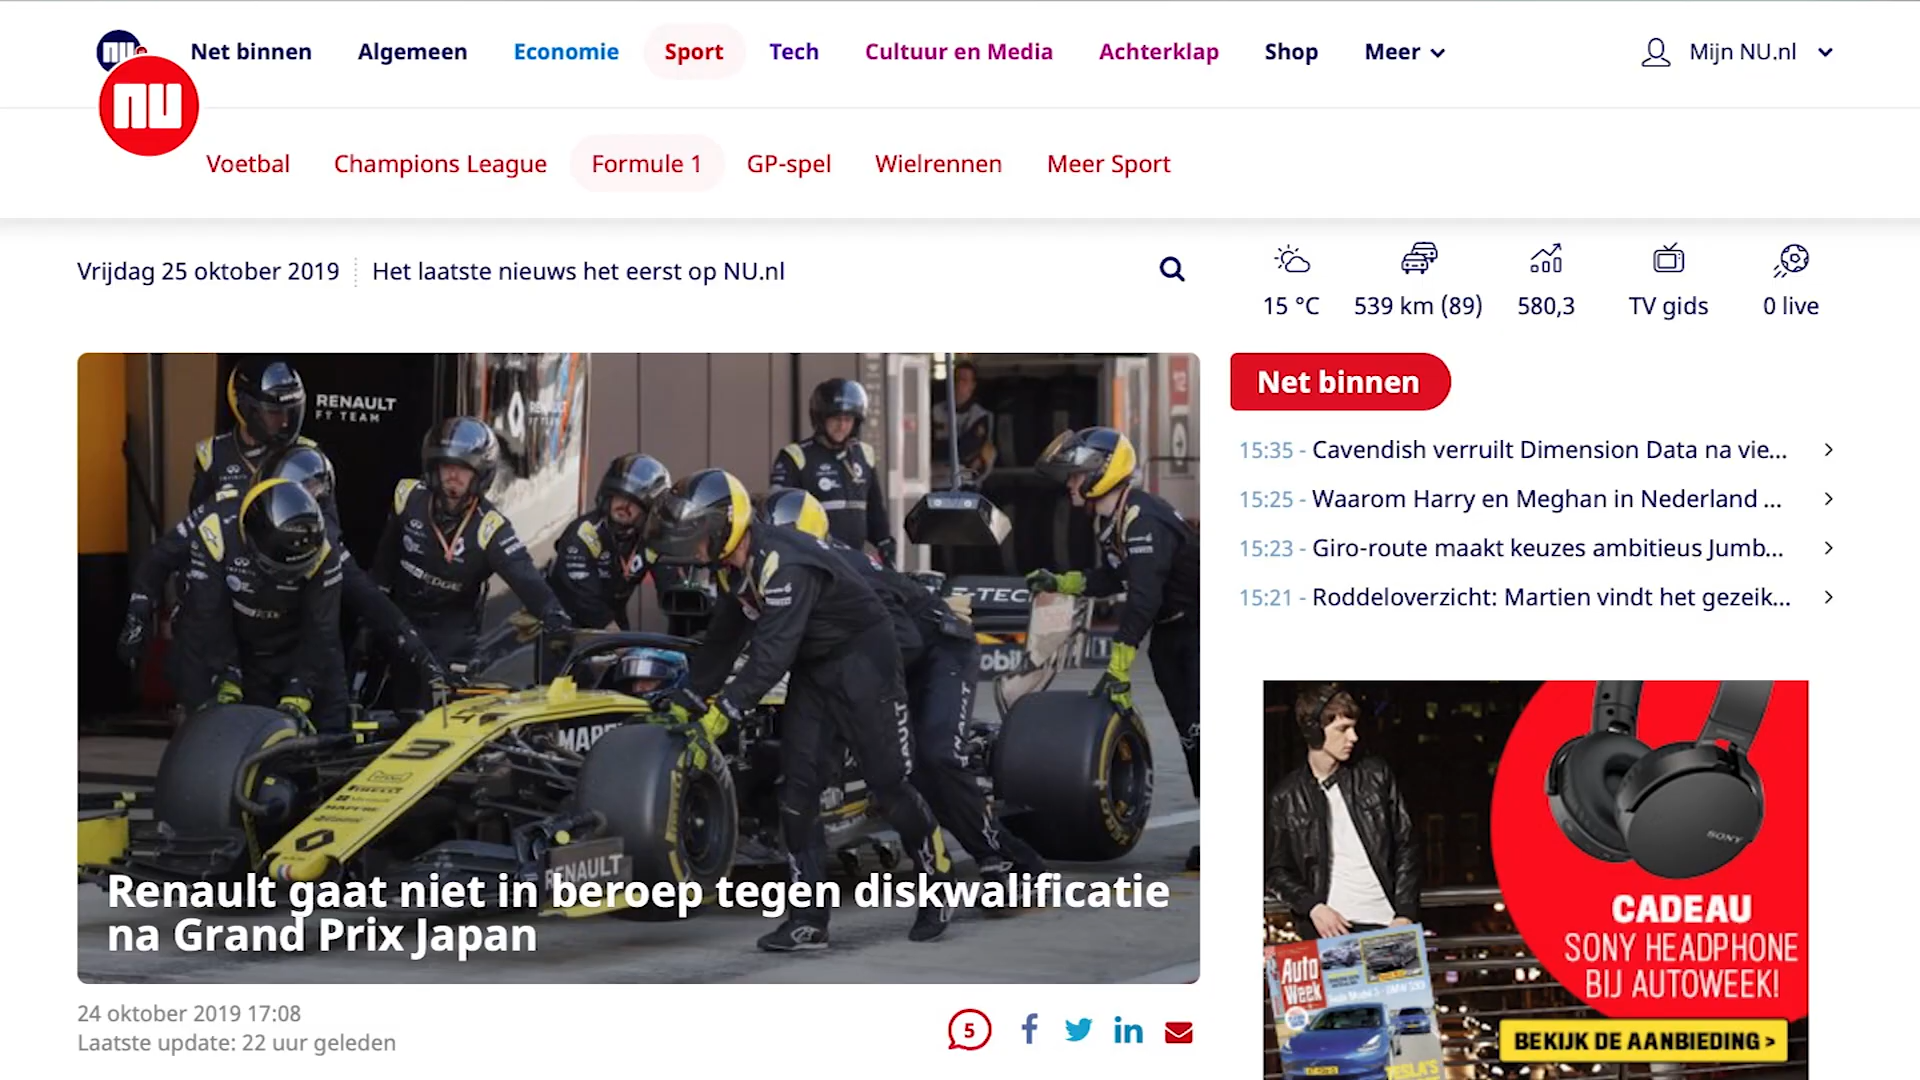 nu
Net binnen
Algemeen
Economie
Sport
Tech
Cultuur en Media
Achterklap
Shop
Meer
Mijn NU.nl
nu
Voetbal
Champions League
Formule 1
GP-spel
Wielrennen
Meer Sport
Vrijdag 25 oktober 2019
Het laatste nieuws het eerst op NU.nl
15 °C
539 km (89)
580,3
TV gids
0 live
RENAULT
F1 TEAM
E-TECH
3
RENAULT
Renault gaat niet in beroep tegen diskwalificatie
na Grand Prix Japan
24 oktober 2019 17:08
Laatste update: 22 uur geleden
5
Net binnen
15:35 - Cavendish verruilt Dimension Data na vie...
15:25 - Waarom Harry en Meghan in Nederland ...
15:23 - Giro-route maakt keuzes ambitieus Jumb...
15:21 - Roddeloverzicht: Martien vindt het gezeik...
SONY
CADEAU
SONY HEADPHONE
BIJ AUTOWEEK!
BEKIJK DE AANBIEDING >
Auto
Week